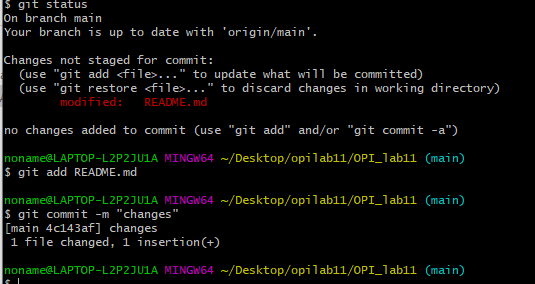 $ git status
On branch main
Your branch is up to date with 'origin/main'.
Changes not staged for commit:
(use "git add <file>..." to update what will be committed)
(use "git restore <file>..." to discard changes in working directory)
modified: README.md
no changes added to commit (use "git add" and/or "git commit -a")
noname@LAPTOP-L2P2JU1A MINGW64 ~/Desktop/opilab11/OPI_lab11 (main)
$ git add README.md
noname@LAPTOP-L2P2JU1A MINGW64 ~/Desktop/opilab11/OPI_lab11 (main)
$ git commit -m "changes"
[main 4c143af] changes
1 file changed, 1 insertion(+)
noname@LAPTOP-L2P2JU1A MINGW64 ~/Desktop/opilab11/OPI_lab11 (main)
$